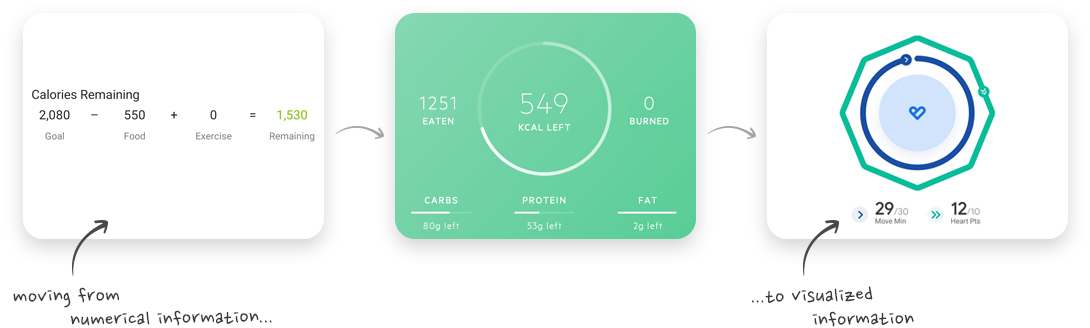 Calories Remaining
2,080 – 550 + 0 = 1,530
Goal Food Exercise Remaining
1251
EATEN
549
KCAL LEFT
0
BURNED
CARBS PROTEIN FAT
80g left 53g left 2g left
29/30 12/10
Move Min Heart Pts
moving from
numerical information...
...to visualized
information